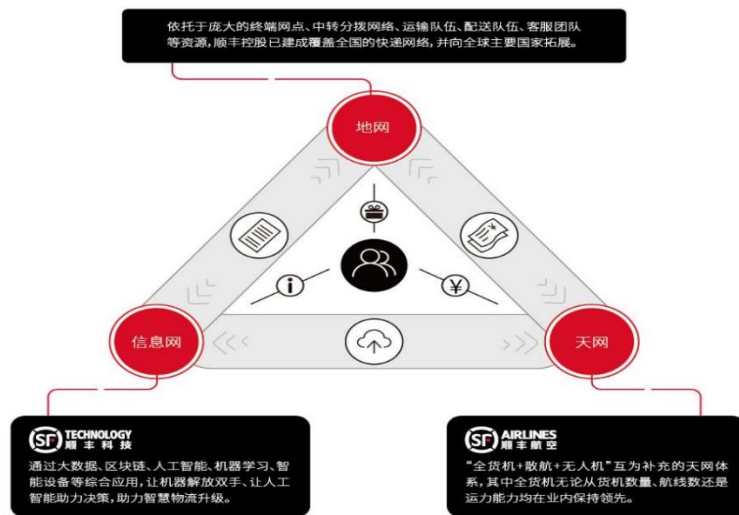 依托于庞大的终端网点、中转分拨网络、运输队伍、配送队伍、客服团队
等资源，顺丰控股已建成覆盖全国的快递网络，并向全球主要国家拓展。
地网
i
¥
信息网
天网
SF TECHNOLOGY
顺丰科技
通过大数据、区块链、人工智能、机器学习、智
能设备等综合应用，让机器解放双手、让人工
智能助力决策，助力智慧物流升级。
SF AIRLINES
顺丰航空
“全货机+散航+无人机”互为补充的天网体
系，其中全货机无论从货机数量、航线数还是
运力能力均在业内保持领先。